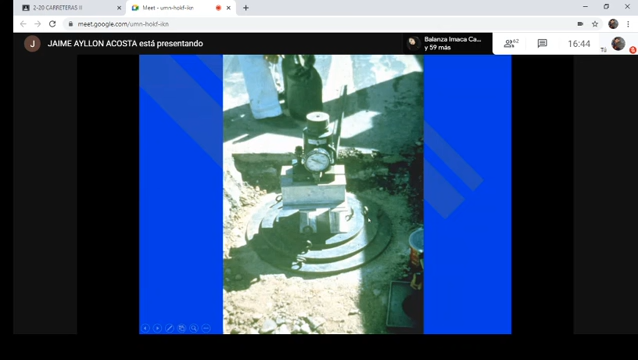 2-20 CARRETERAS II
Meet - umn-hokf-ikn
meet.google.com/umn-hokf-ikn
J
JAIME AYLLON ACOSTA está presentando
Balanza Imaca Ca...
y 59 más
62
16:44
Tú